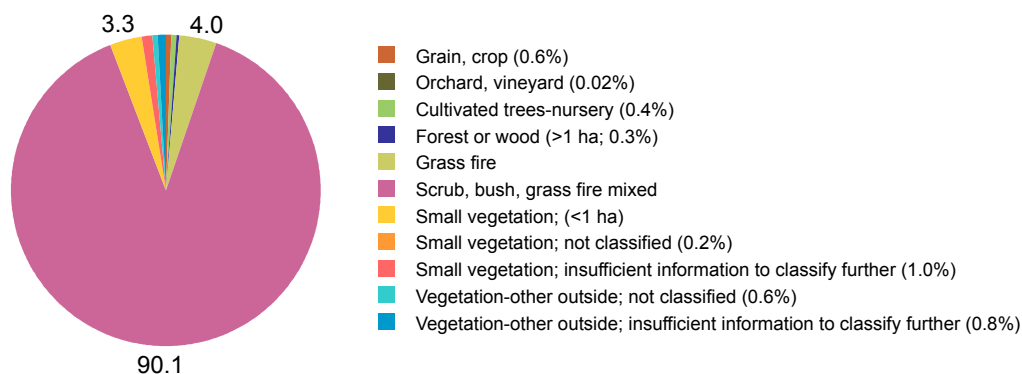 3.3
4.0
90.1
Grain, crop (0.6%)
Orchard, vineyard (0.02%)
Cultivated trees-nursery (0.4%)
Forest or wood (>1 ha; 0.3%)
Grass fire
Scrub, bush, grass fire mixed
Small vegetation; (<1 ha)
Small vegetation; not classified (0.2%)
Small vegetation; insufficient information to classify further (1.0%)
Vegetation-other outside; not classified (0.6%)
Vegetation-other outside; insufficient information to classify further (0.8%)